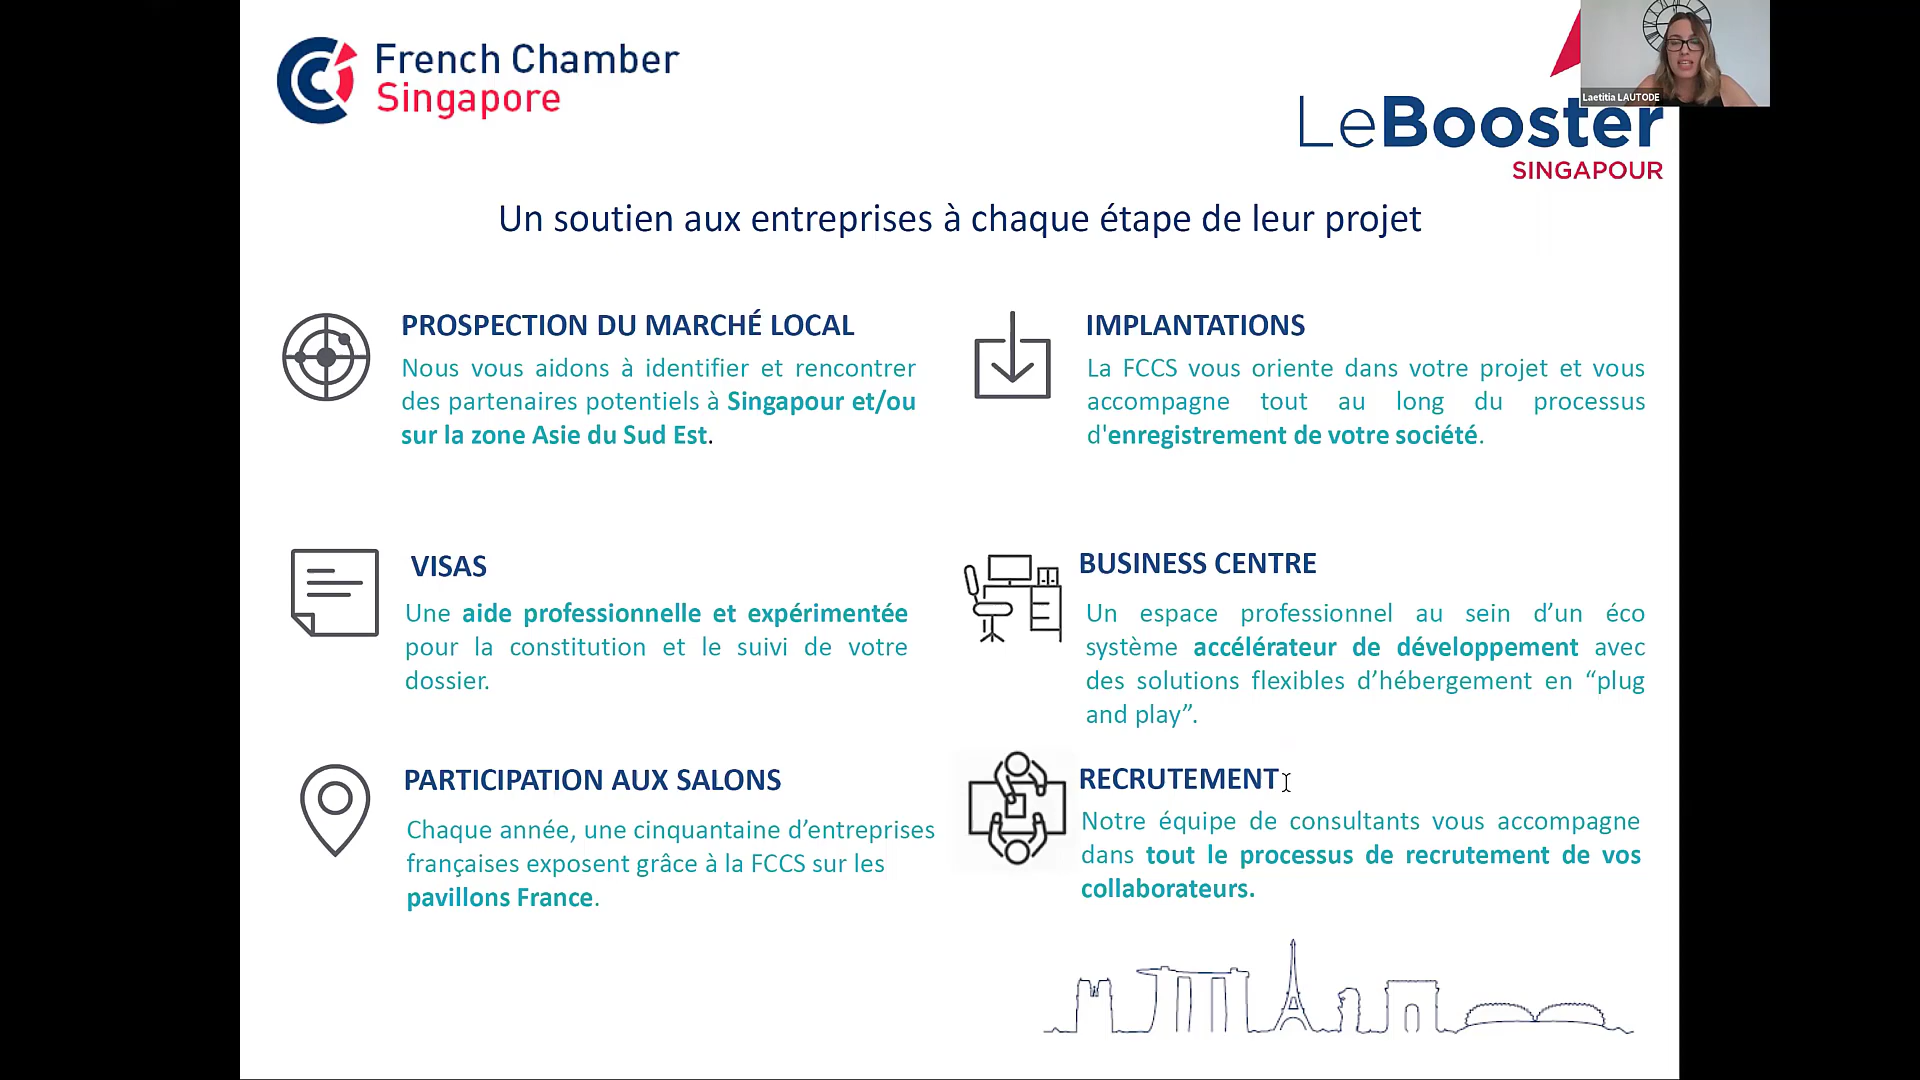 French Chamber
Singapore
Laetitia LAUTODE
LeBooster
SINGAPOUR
Un soutien aux entreprises à chaque étape de leur projet
PROSPECTION DU MARCHÉ LOCAL
Nous vous aidons à identifier et rencontrer
des partenaires potentiels à Singapour et/ou
sur la zone Asie du Sud Est.
IMPLANTATIONS
La FCCS vous oriente dans votre projet et vous
accompagne tout au long du processus
d'enregistrement de votre société.
VISAS
Une aide professionnelle et expérimentée
pour la constitution et le suivi de votre
dossier.
BUSINESS CENTRE
Un espace professionnel au sein d’un éco
système accélérateur de développement avec
des solutions flexibles d’hébergement en “plug
and play”.
PARTICIPATION AUX SALONS
Chaque année, une cinquantaine d’entreprises
françaises exposent grâce à la FCCS sur les
pavillons France.
RECRUTEMENT
Notre équipe de consultants vous accompagne
dans tout le processus de recrutement de vos
collaborateurs.